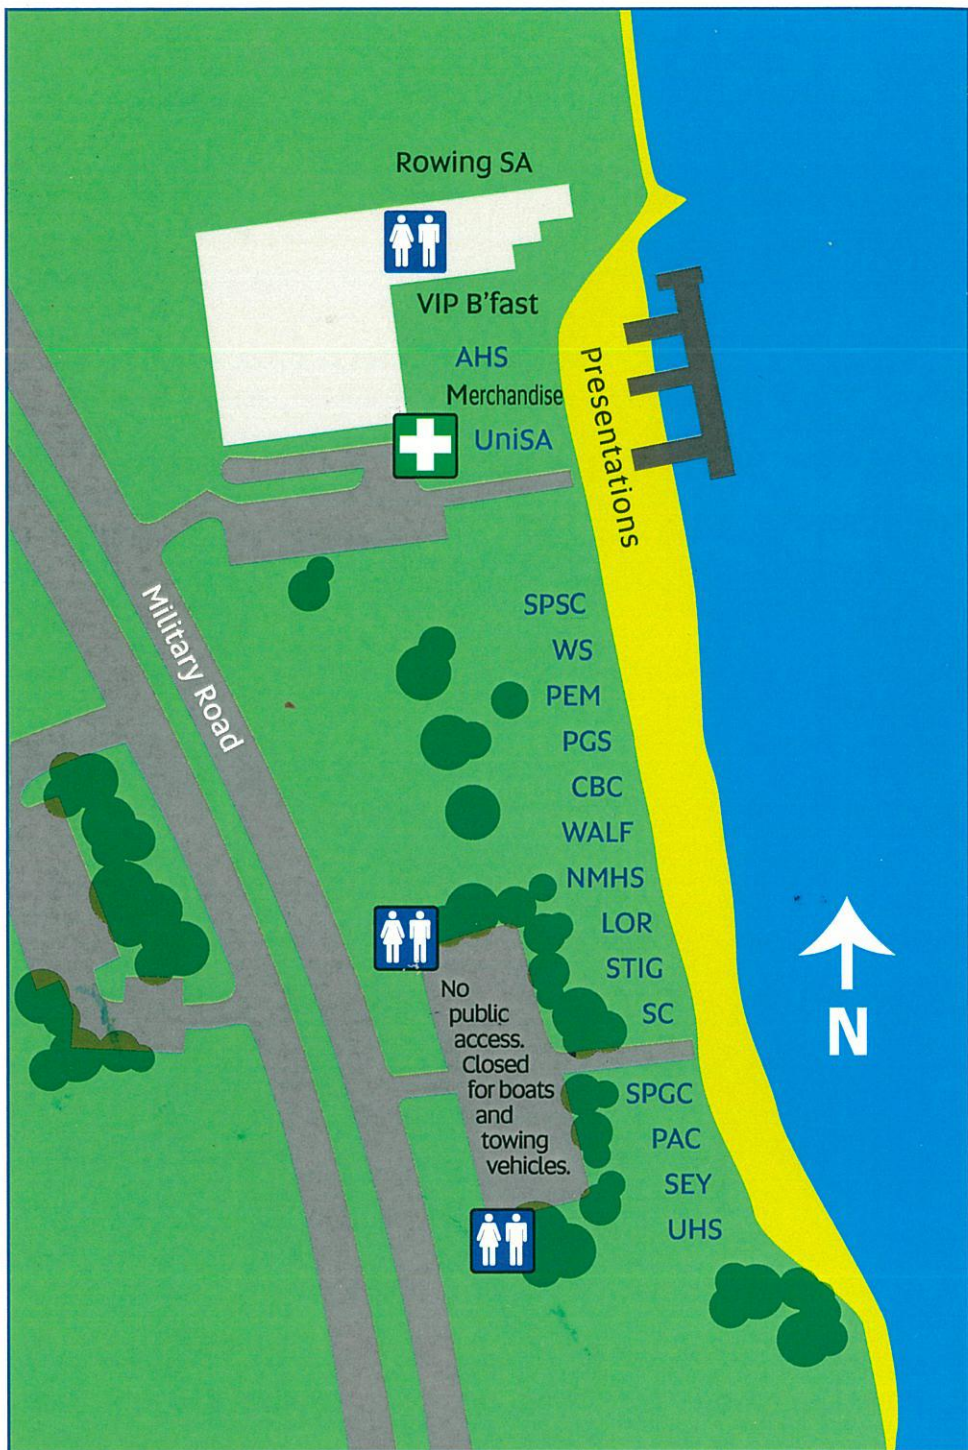 Rowing SA
VIP B'fast
AHS
Merchandise
UniSA
Presentations
Military Road
SPSC
WS
PEM
PGS
CBC
WALF
NMHS
LOR
STIG
SC
No
public
access.
Closed
for boats
and
towing
vehicles.
SPGC
PAC
SEY
UHS
N